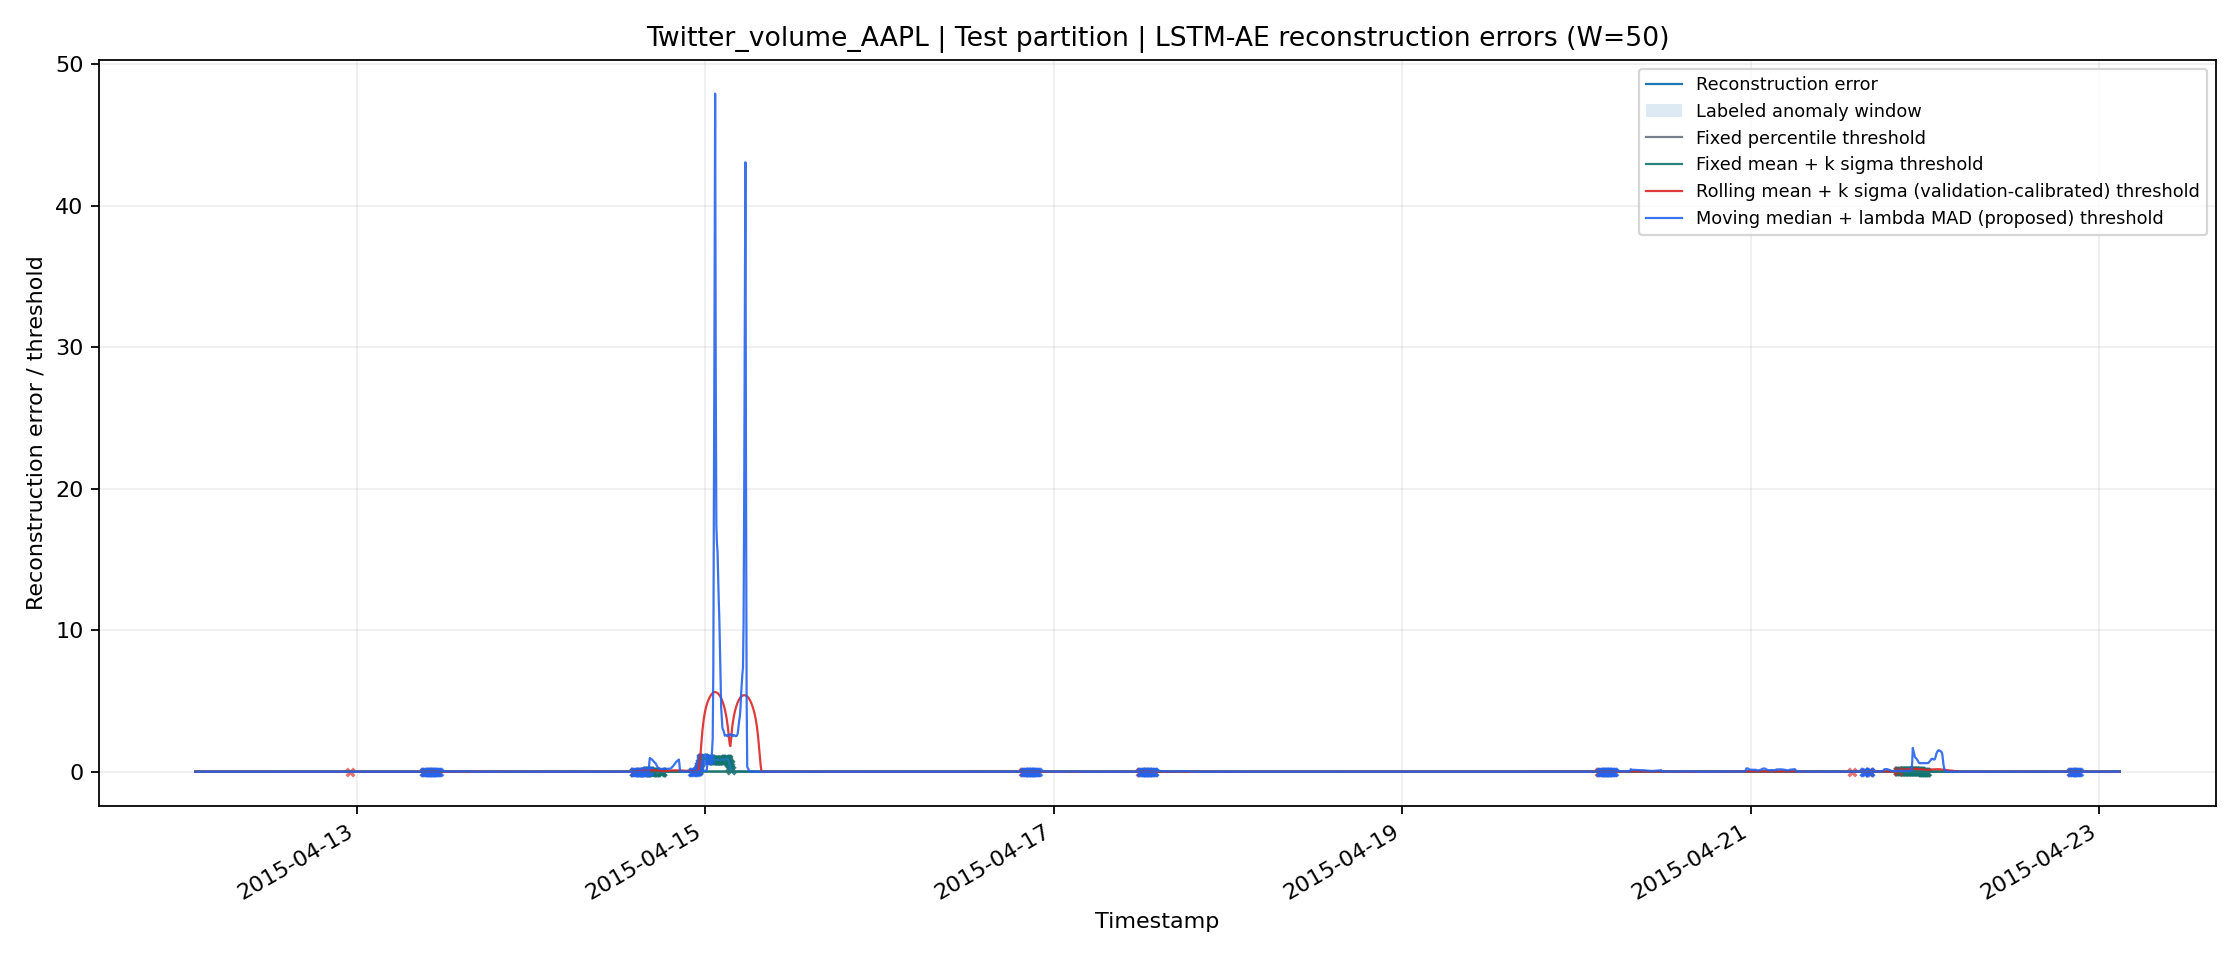 Twitter_volume_AAPL | Test partition | LSTM-AE reconstruction errors (W=50)
Reconstruction error
Labeled anomaly window
Fixed percentile threshold
Fixed mean + k sigma threshold
Rolling mean + k sigma (validation-calibrated) threshold
Moving median + lambda MAD (proposed) threshold
Reconstruction error / threshold
50
40
30
20
10
0
2015-04-13
2015-04-15
2015-04-17
2015-04-19
2015-04-21
2015-04-23
Timestamp